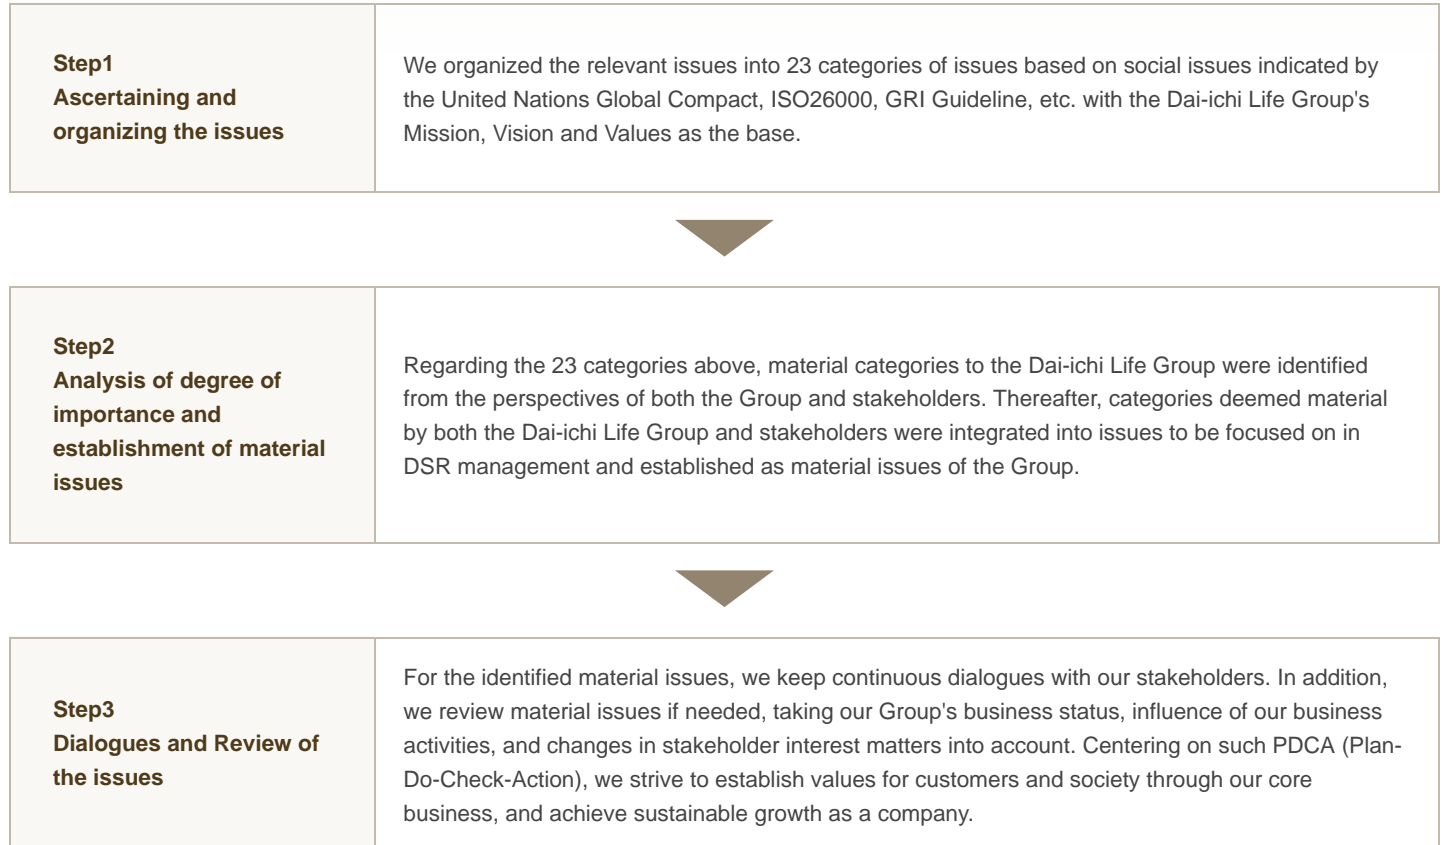 Step1
Ascertaining and
organizing the issues
We organized the relevant issues into 23 categories of issues based on social issues indicated by
the United Nations Global Compact, ISO26000, GRI Guideline, etc. with the Dai-ichi Life Group's
Mission, Vision and Values as the base.
Step2
Analysis of degree of
importance and
establishment of material
issues
Regarding the 23 categories above, material categories to the Dai-ichi Life Group were identified
from the perspectives of both the Group and stakeholders. Thereafter, categories deemed material
by both the Dai-ichi Life Group and stakeholders were integrated into issues to be focused on in
DSR management and established as material issues of the Group.
Step3
Dialogues and Review of
the issues
For the identified material issues, we keep continuous dialogues with our stakeholders. In addition,
we review material issues if needed, taking our Group's business status, influence of our business
activities, and changes in stakeholder interest matters into account. Centering on such PDCA (Plan-
Do-Check-Action), we strive to establish values for customers and society through our core
business, and achieve sustainable growth as a company.